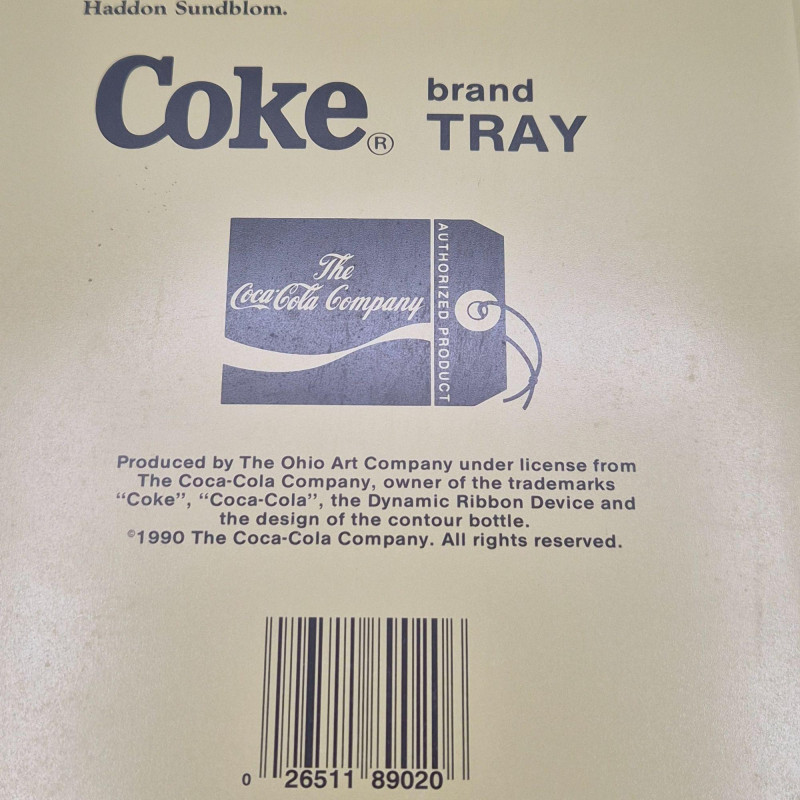 Haddon Sundblom.
Coke® brand TRAY
The
Coca-Cola Company
AUTHORIZED PRODUCT
Produced by The Ohio Art Company under license from
The Coca-Cola Company, owner of the trademarks
“Coke”, “Coca-Cola”, the Dynamic Ribbon Device and
the design of the contour bottle.
©1990 The Coca-Cola Company. All rights reserved.
0 26511 89020